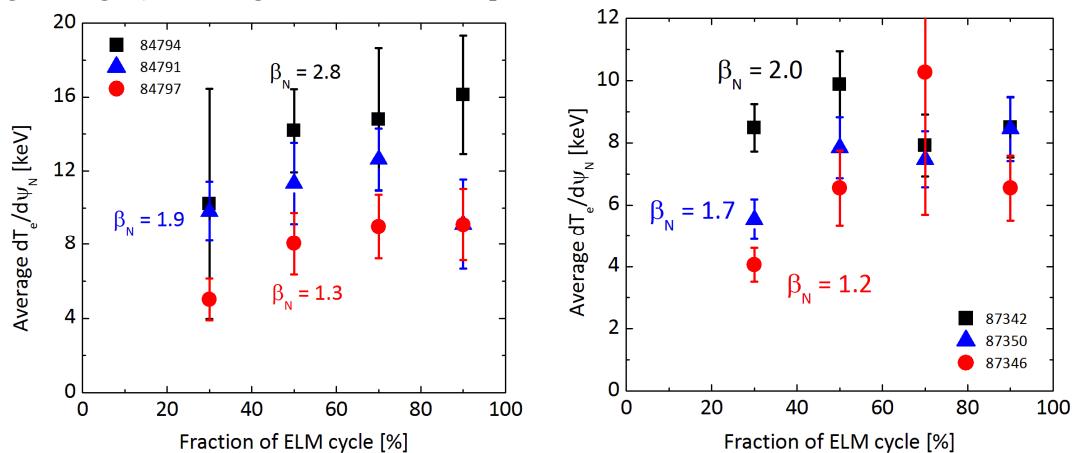 20
16
12
8
4
0
0 20 40 60 80 100
Average dTₑ/dψ_N [keV]
Fraction of ELM cycle [%]
84794
84791
84797
β_N = 2.8
β_N = 1.9
β_N = 1.3
12
10
8
6
4
2
0
0 20 40 60 80 100
Average dTₑ/dψ_N [keV]
Fraction of ELM cycle [%]
β_N = 2.0
β_N = 1.7
β_N = 1.2
87342
87350
87346